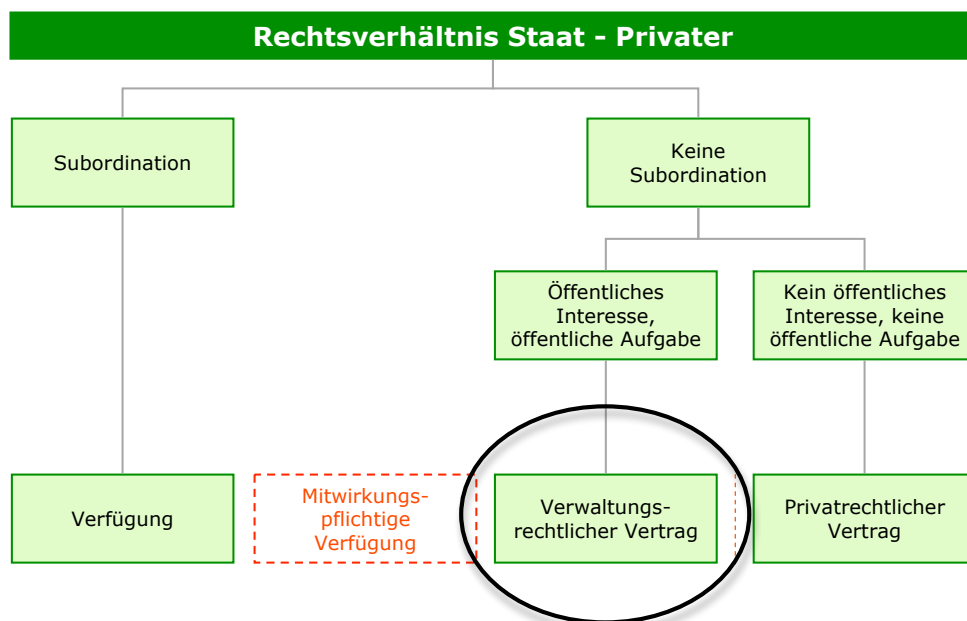 Rechtsverhältnis Staat – Privater
Subordination
Keine
Subordination
Öffentliches
Interesse,
öffentliche Aufgabe
Kein öffentliches
Interesse, keine
öffentliche Aufgabe
Verfügung
Mitwirkungs-
pflichtige
Verfügung
Verwaltungs-
rechtlicher Vertrag
Privatrechtlicher
Vertrag